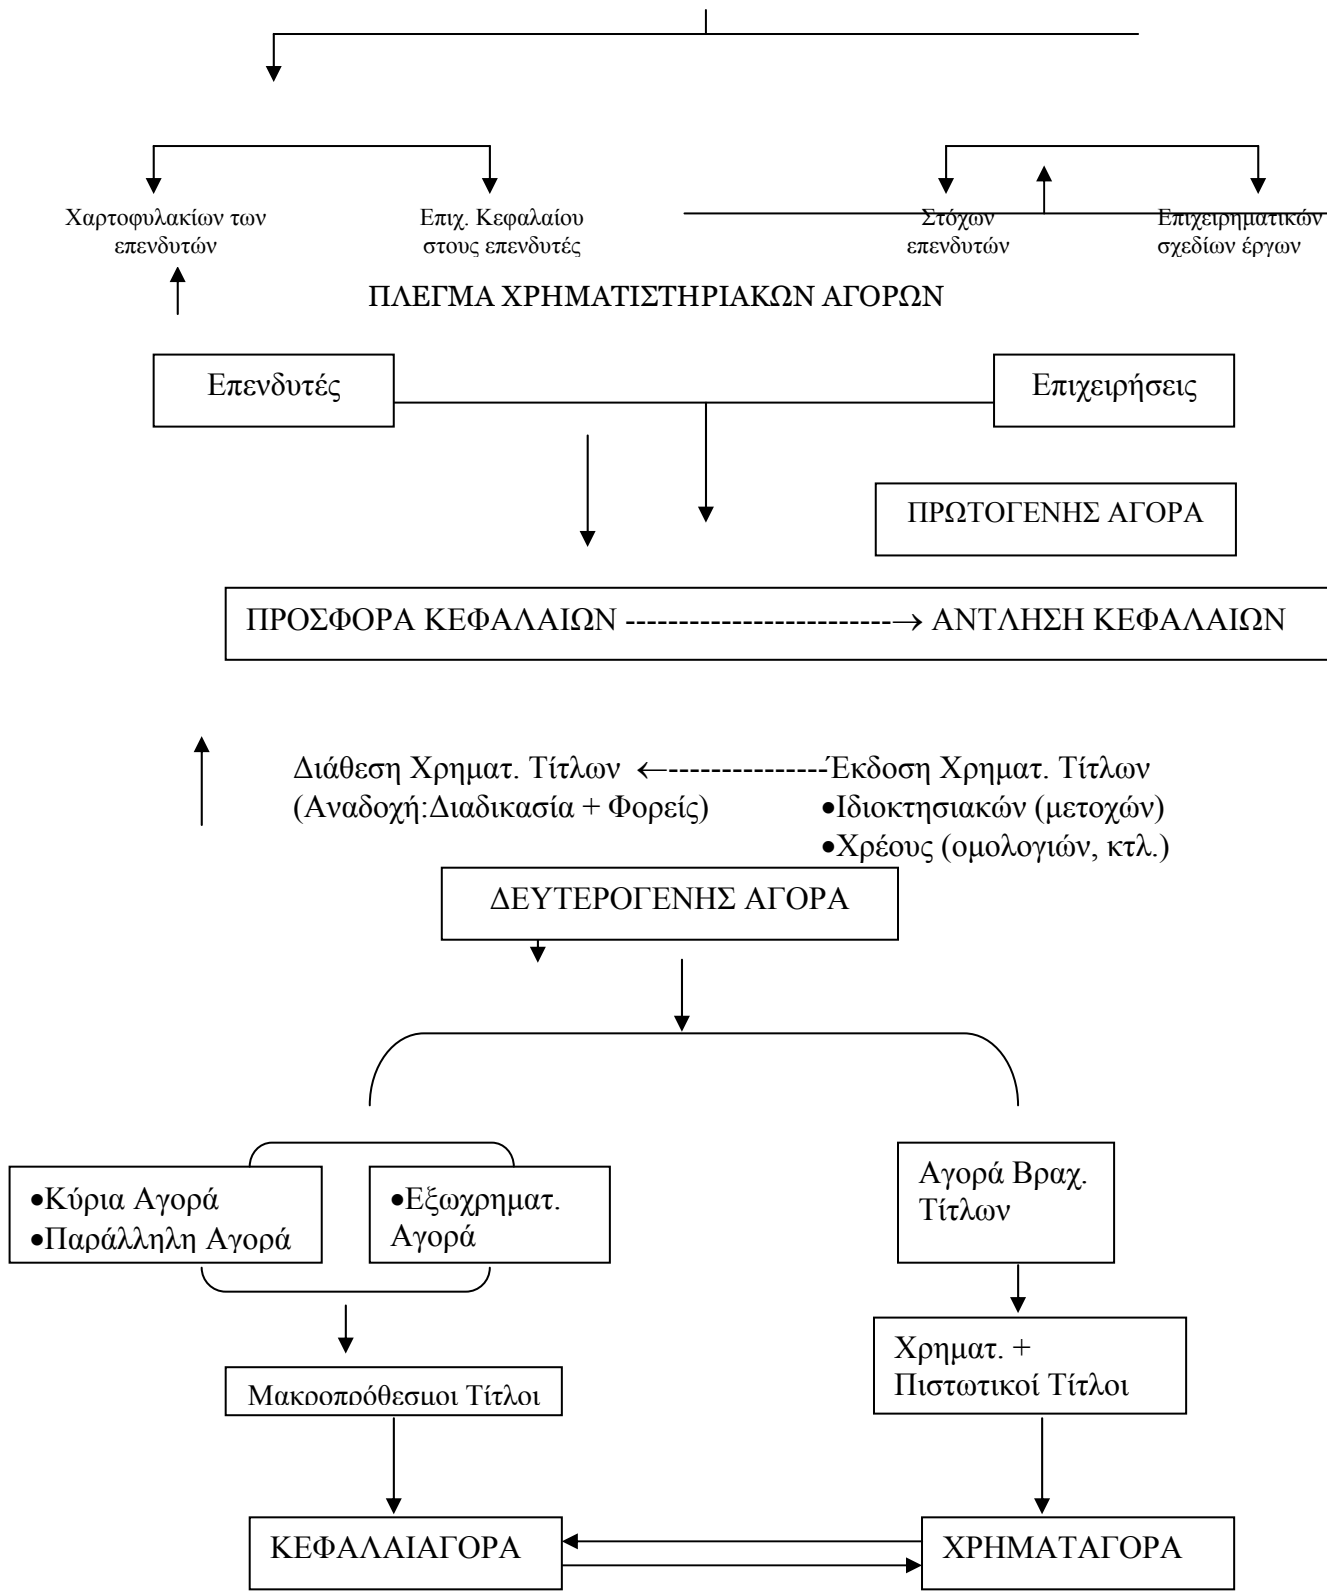 Χαρτοφυλακίων των
επενδυτών
Επιχ. Κεφαλαίου
στους επενδυτές
Στόχων
επενδυτών
Επιχειρηματικών
σχεδίων έργων
ΠΛΕΓΜΑ ΧΡΗΜΑΤΙΣΤΗΡΙΑΚΩΝ ΑΓΟΡΩΝ
Επενδυτές
Επιχειρήσεις
ΠΡΩΤΟΓΕΝΗΣ ΑΓΟΡΑ
ΠΡΟΣΦΟΡΑ ΚΕΦΑΛΑΙΩΝ -------------------------→ ΑΝΤΛΗΣΗ ΚΕΦΑΛΑΙΩΝ
Διάθεση Χρηματ. Τίτλων ←---------------Έκδοση Χρηματ. Τίτλων
(Αναδοχή:Διαδικασία + Φορείς) •Ιδιοκτησιακών (μετοχών)
•Χρέους (ομολογιών, κτλ.)
ΔΕΥΤΕΡΟΓΕΝΗΣ ΑΓΟΡΑ
•Κύρια Αγορά
•Παράλληλη Αγορά
•Εξωχρηματ.
Αγορά
Αγορά Βραχ.
Τίτλων
Χρηματ. +
Πιστωτικοί Τίτλοι
Μακροπρόθεσμοι Τίτλοι
ΚΕΦΑΛΑΙΑΓΟΡΑ
ΧΡΗΜΑΤΑΓΟΡΑ